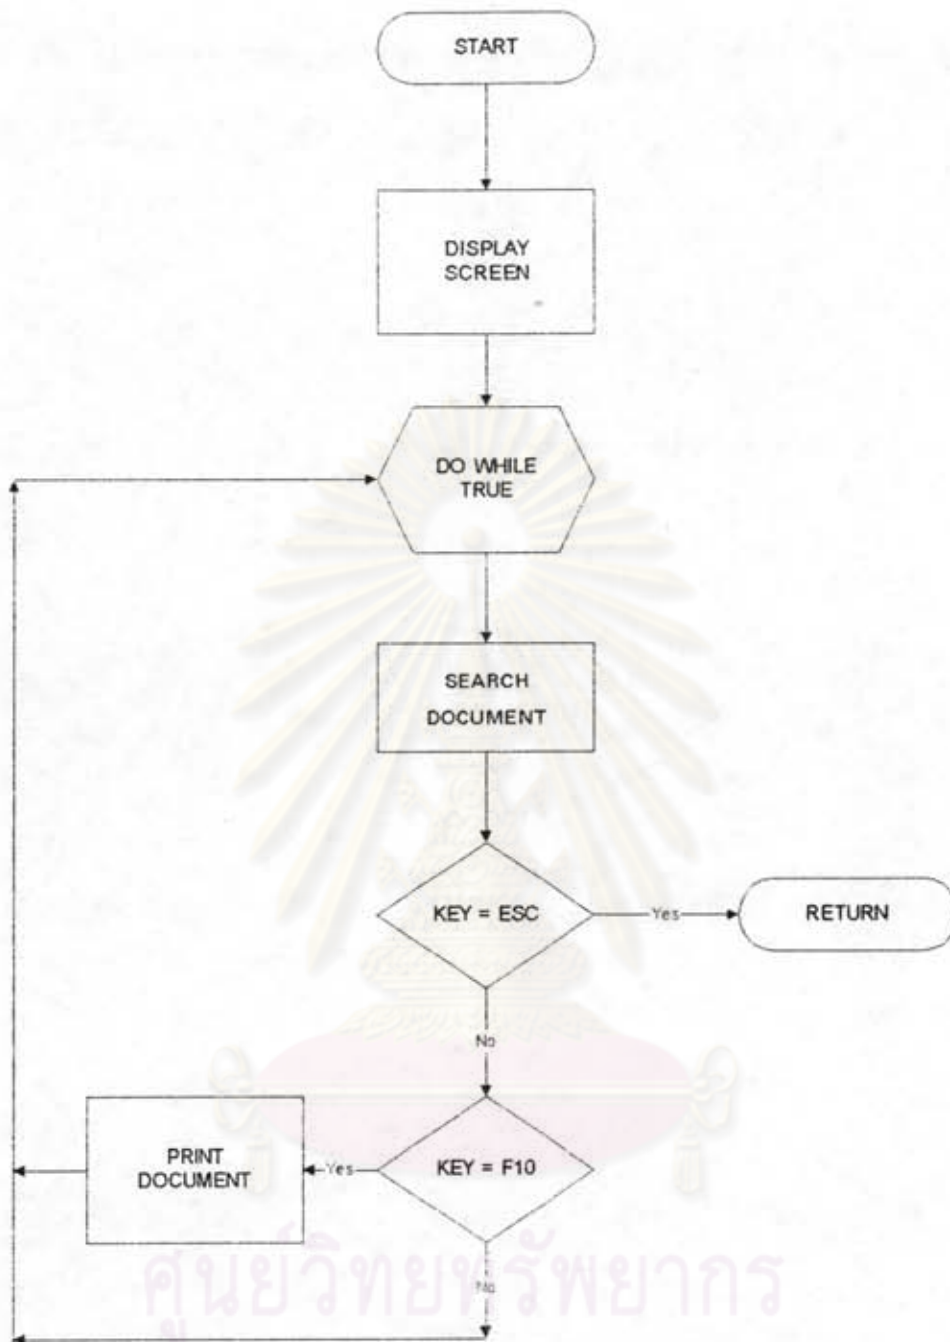 START
DISPLAY
SCREEN
DO WHILE
TRUE
SEARCH
DOCUMENT
KEY = ESC
Yes
RETURN
No
PRINT
DOCUMENT
Yes
KEY = F10
No
ศูนย์วิทยทรัพยากร